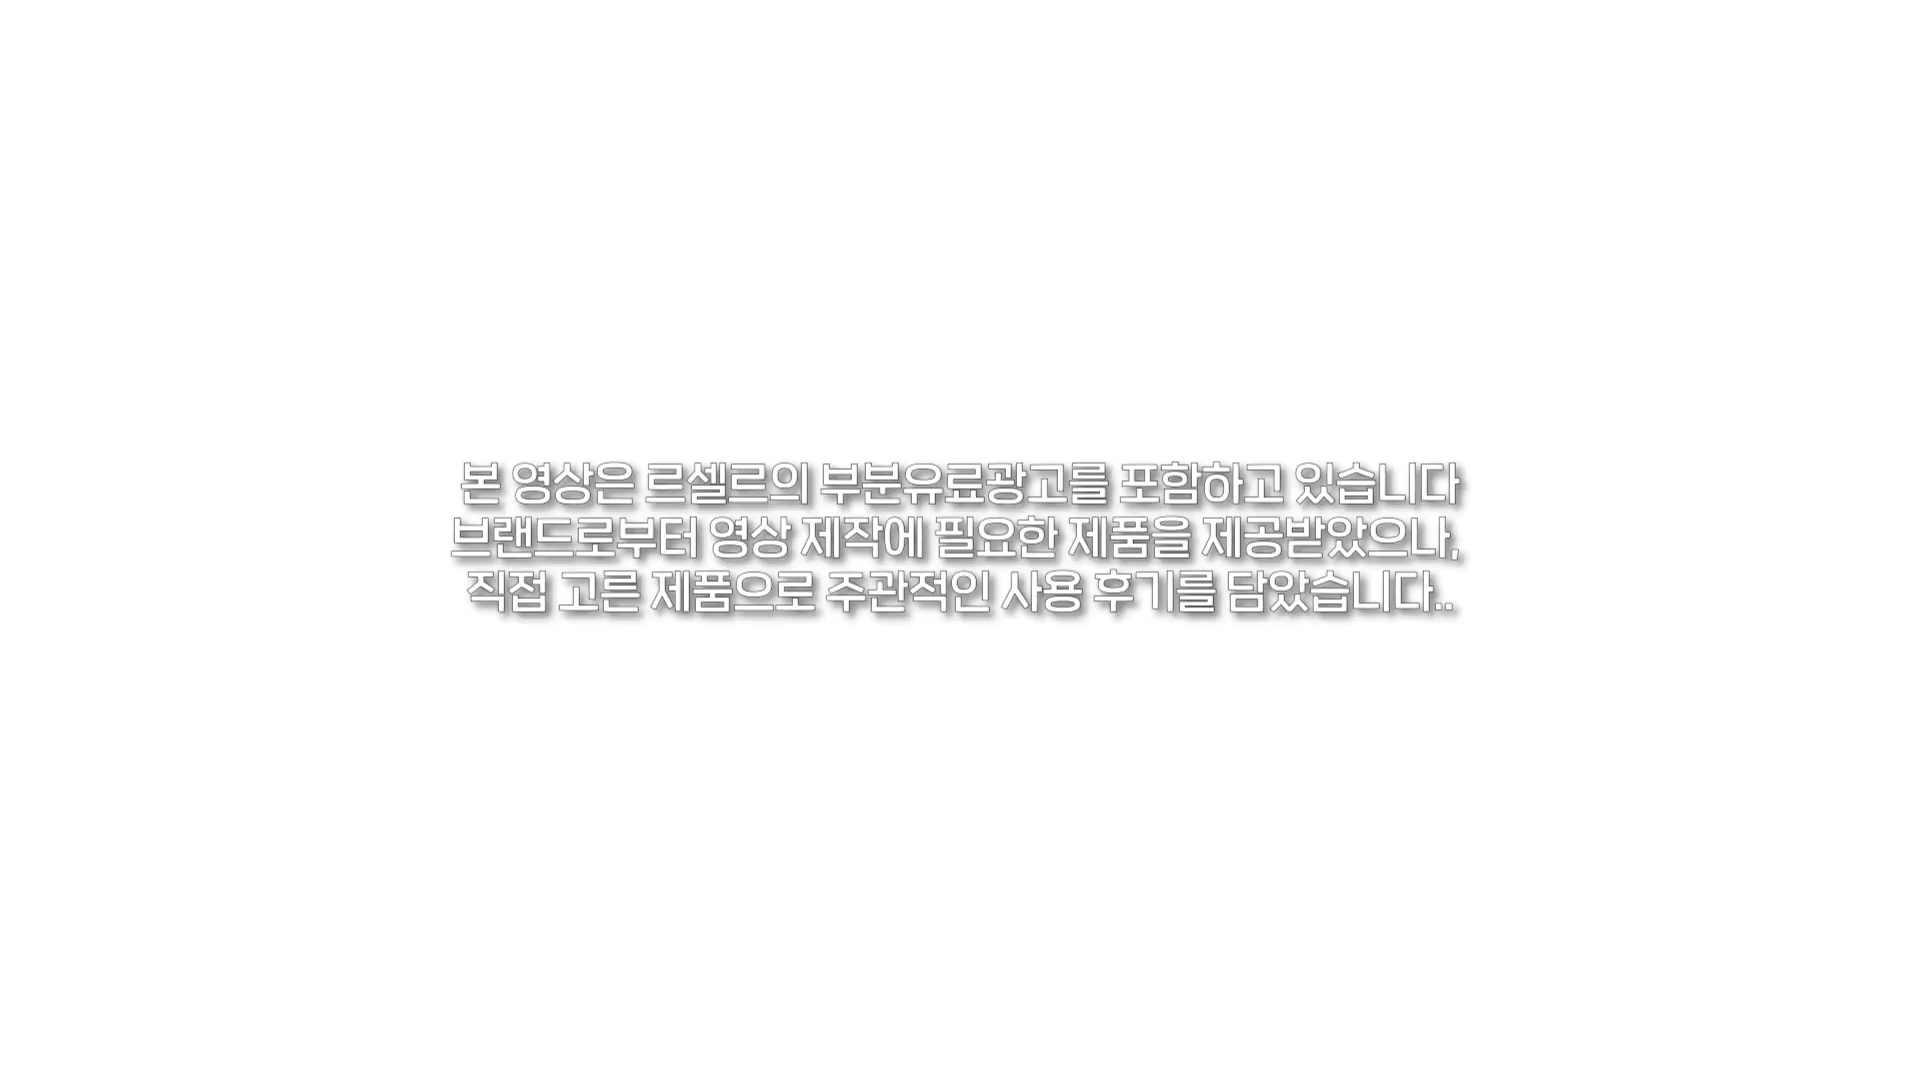 본 영상은 르셀르의 부분유료광고를 포함하고 있습니다
브랜드로부터 영상 제작에 필요한 제품을 제공받았으나,
직접 고른 제품으로 주관적인 사용 후기를 담았습니다..